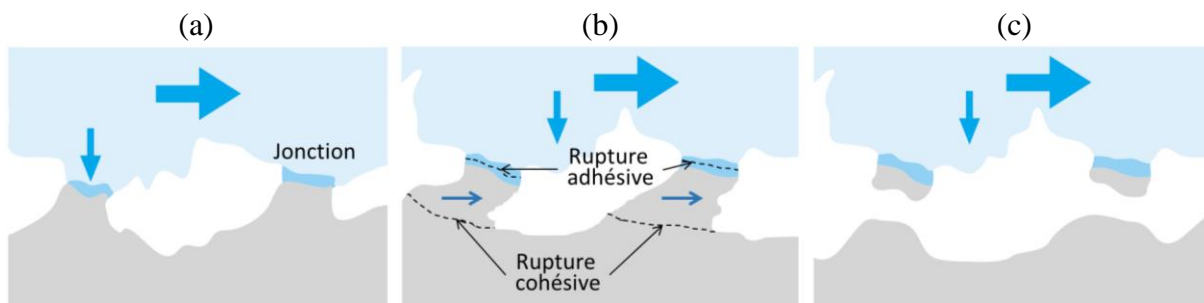 (a)
(b)
(c)
Jonction
Rupture
adhésive
Rupture
cohésive